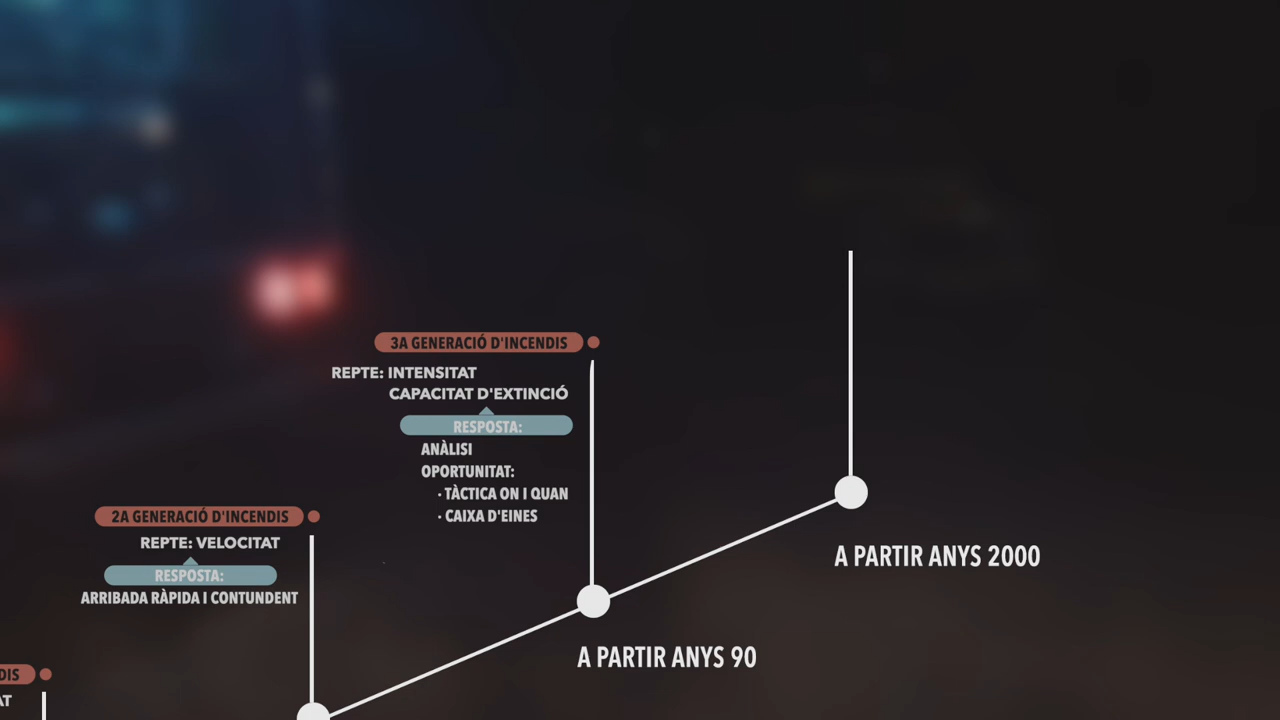 3A GENERACIÓ D'INCENDIS
REPTE: INTENSITAT
CAPACITAT D'EXTINCIÓ
RESPOSTA:
ANÀLISI
OPORTUNITAT:
· TÀCTICA ON I QUAN
· CAIXA D'EINES
2A GENERACIÓ D'INCENDIS
REPTE: VELOCITAT
RESPOSTA:
ARRIBADA RÀPIDA I CONTUNDENT
A PARTIR ANYS 2000
A PARTIR ANYS 90